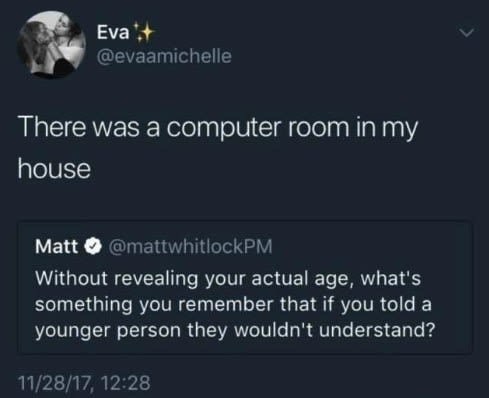 Eva✨
@evaamichelle
There was a computer room in my
house
Matt @mattwhitlockPM
Without revealing your actual age, what's
something you remember that if you told a
younger person they wouldn't understand?
11/28/17, 12:28